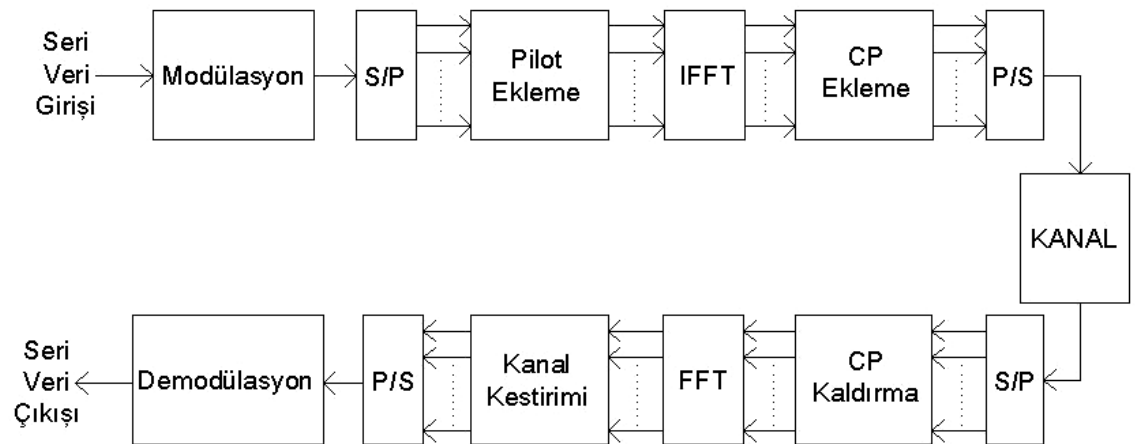 Seri
Veri
Girişi
Modülasyon
S/P
Pilot
Ekleme
IFFT
CP
Ekleme
P/S
KANAL
Seri
Veri
Çıkışı
Demodülasyon
P/S
Kanal
Kestirimi
FFT
CP
Kaldırma
S/P